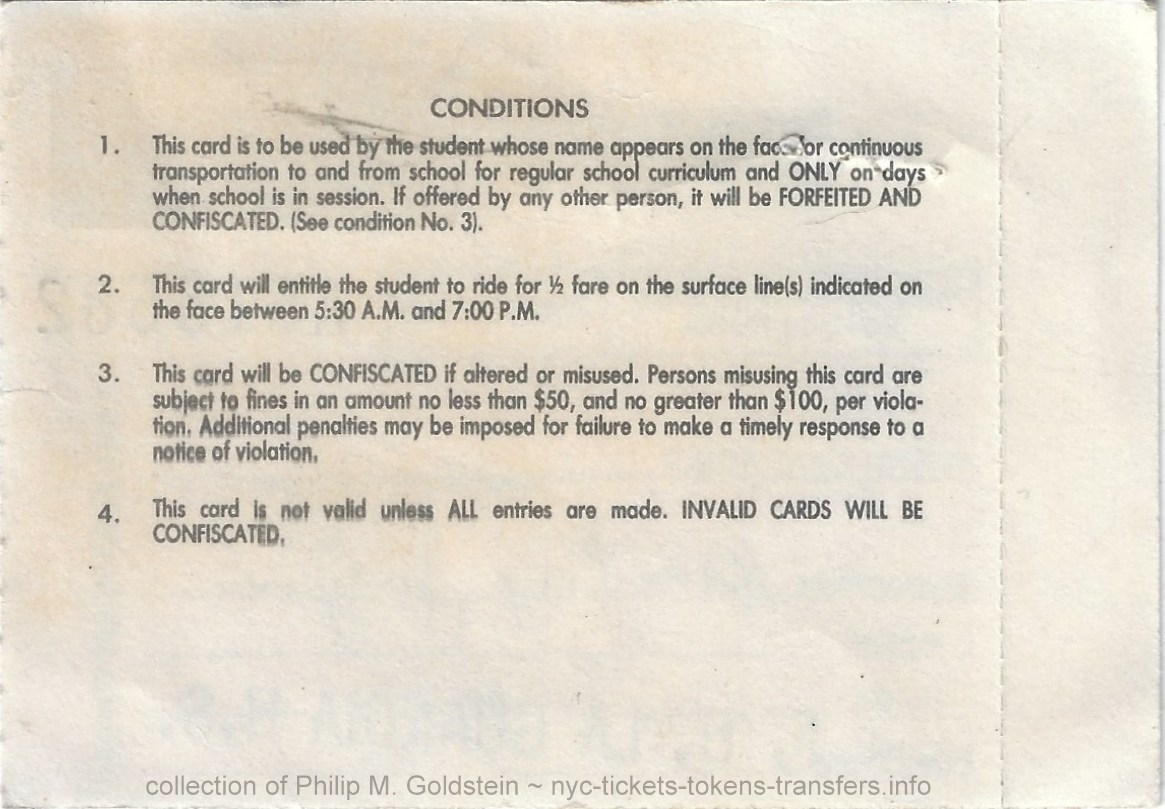 CONDITIONS
1. This card is to be used by the student whose name appears on the face for continuous
transportation to and from school for regular school curriculum and ONLY on days
when school is in session. If offered by any other person, it will be FORFEITED AND
CONFISCATED. (See condition No. 3).
2. This card will entitle the student to ride for ½ fare on the surface line(s) indicated on
the face between 5:30 A.M. and 7:00 P.M.
3. This card will be CONFISCATED if altered or misused. Persons misusing this card are
subject to fines in an amount no less than $50, and no greater than $100, per viola-
tion. Additional penalties may be imposed for failure to make a timely response to a
notice of violation.
4. This card is not valid unless ALL entries are made. INVALID CARDS WILL BE
CONFISCATED.
collection of Philip M. Goldstein ~ nyc-tickets-tokens-transfers.info